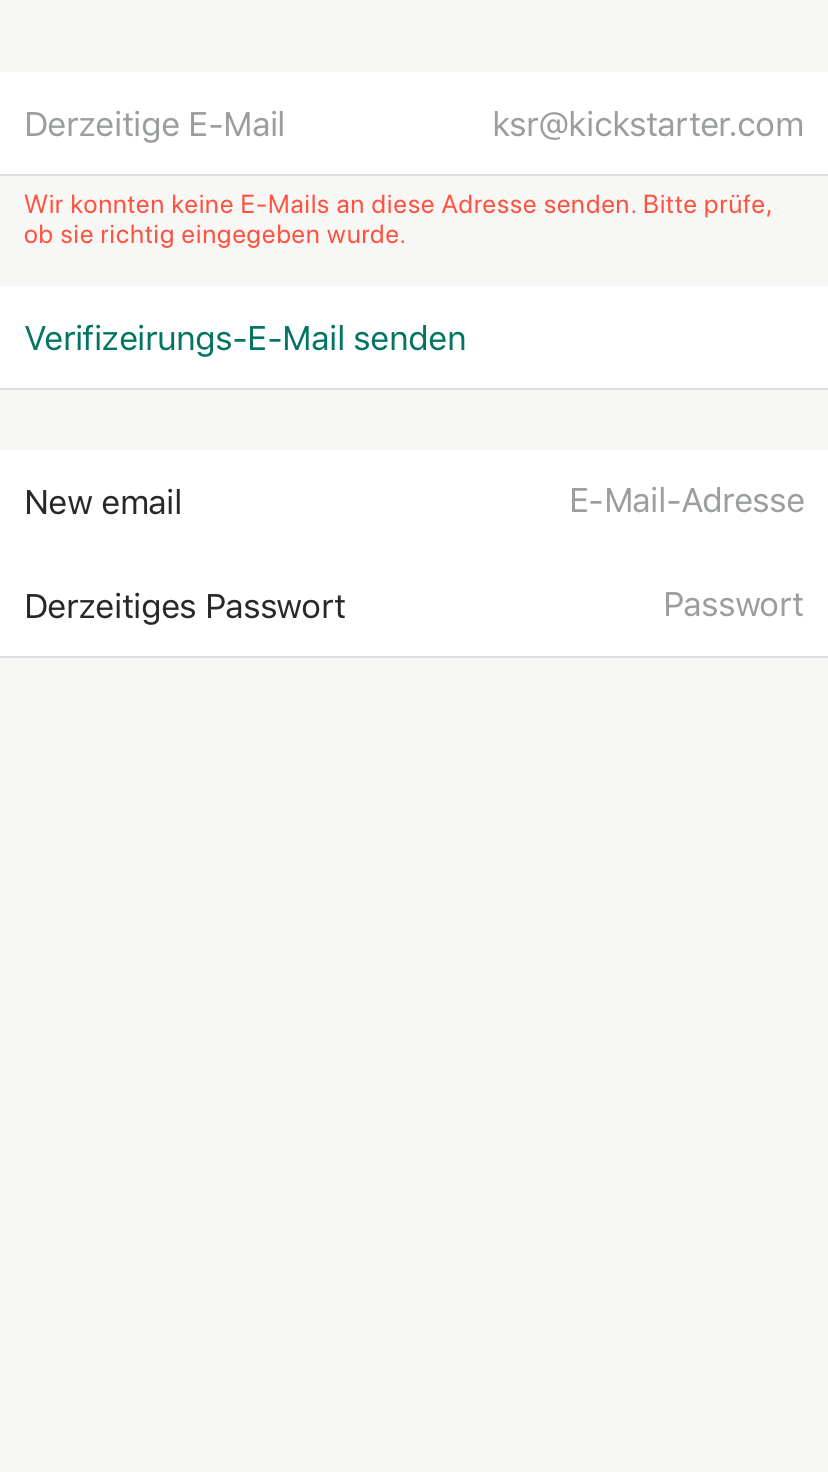 Derzeitige E-Mail ksr@kickstarter.com
Wir konnten keine E-Mails an diese Adresse senden. Bitte prüfe,
ob sie richtig eingegeben wurde.
Verifizeirungs-E-Mail senden
New email E-Mail-Adresse
Derzeitiges Passwort Passwort